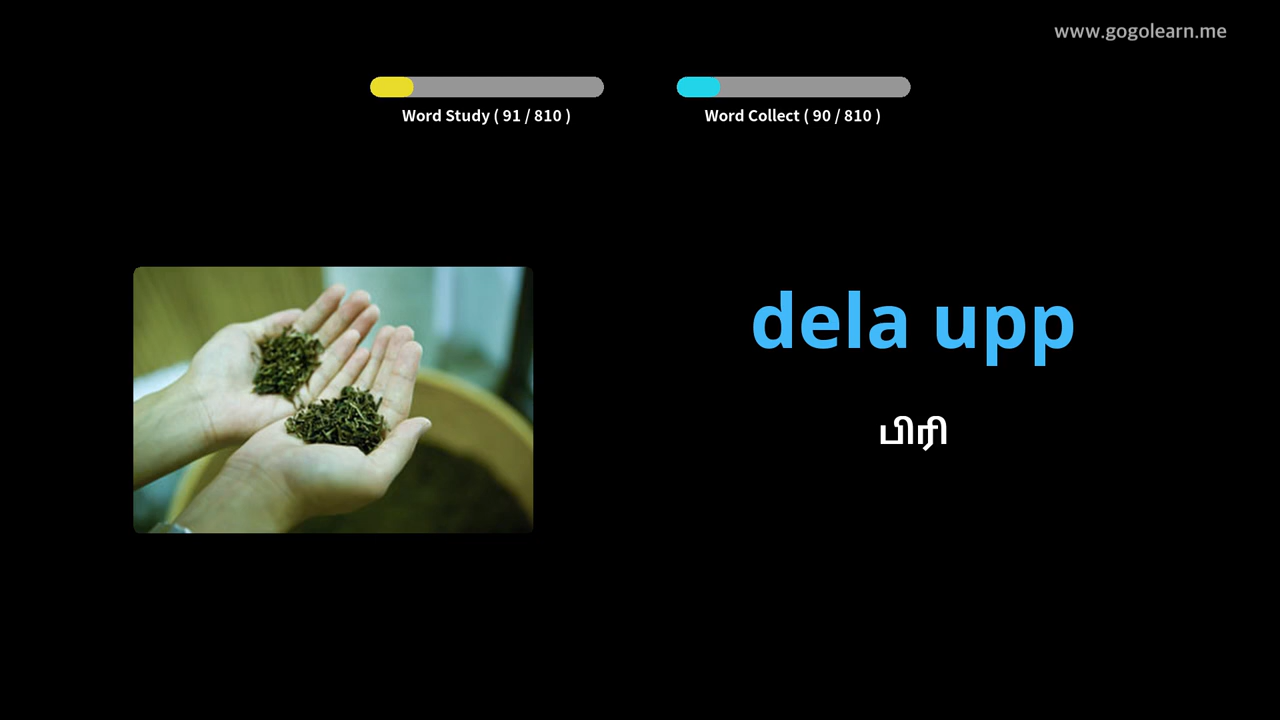 www.gogolearn.me
Word Study ( 91 / 810 )
Word Collect ( 90 / 810 )
dela upp
பிரி